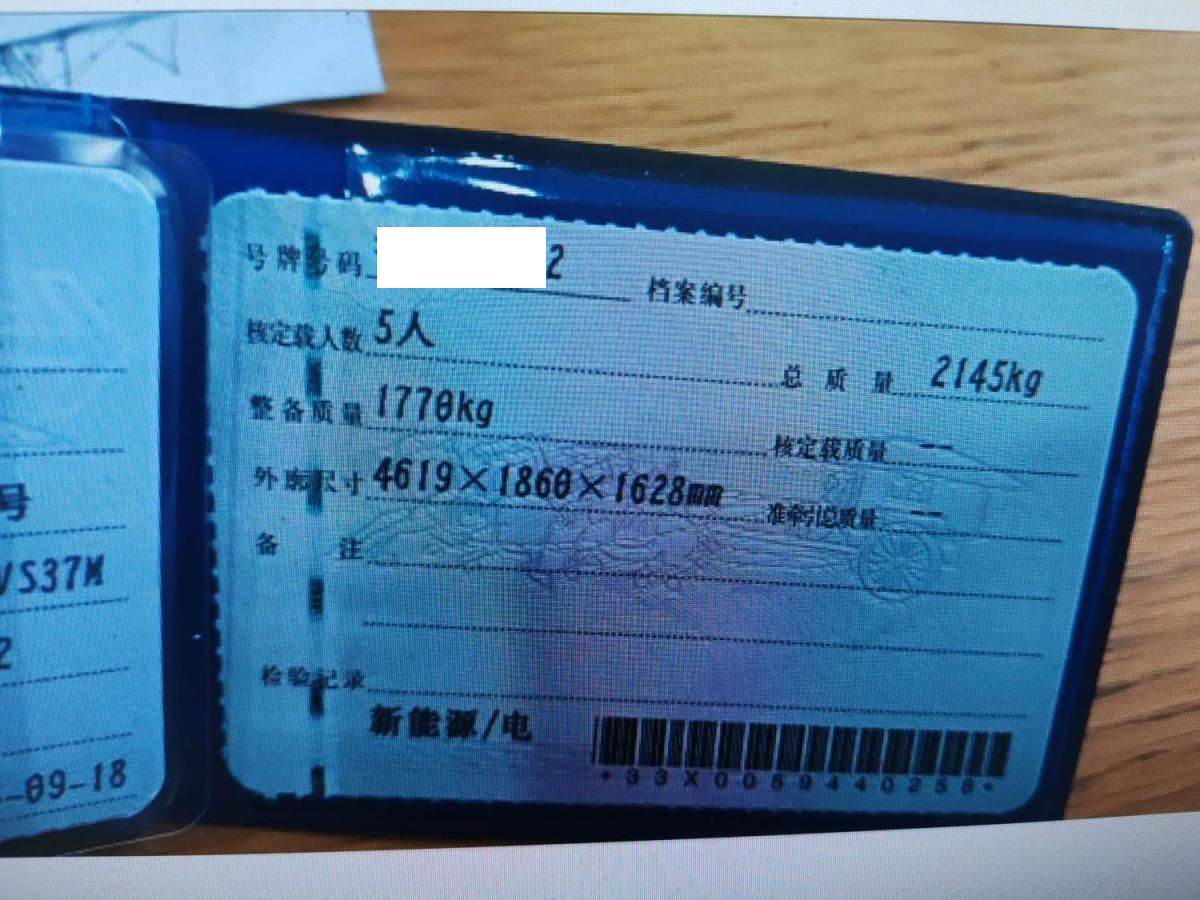 号牌号码 2 档案编号
核定载人数 5人 总质量 2145kg
整备质量 1770kg 核定载质量 --
外廓尺寸 4619×1860×1628mm 准牵引总质量 --
备注
检验记录
新能源/电
*33X0059440258*
号
VS37M
2
-09-18